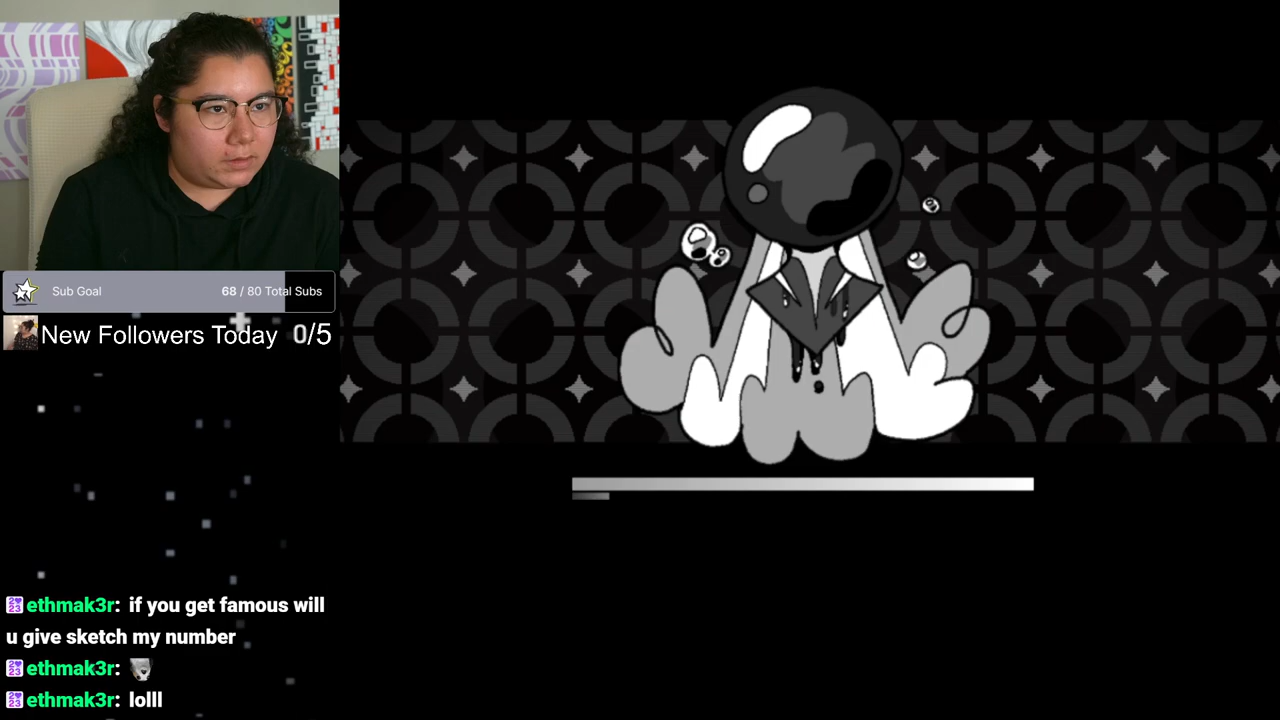 Sub Goal 68 / 80 Total Subs
New Followers Today 0/5
ethmak3r: if you get famous will
u give sketch my number
ethmak3r:
ethmak3r: lolll